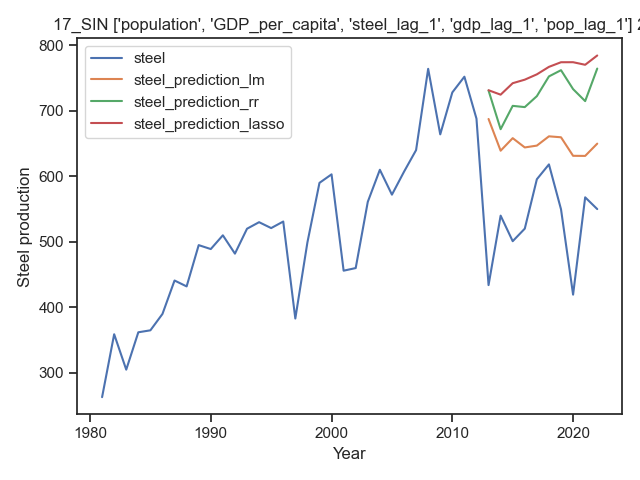 17_SIN ['population', 'GDP_per_capita', 'steel_lag_1', 'gdp_lag_1', 'pop_lag_1'] 2
steel
steel_prediction_lm
steel_prediction_rr
steel_prediction_lasso
Steel production
800
700
600
500
400
300
1980
1990
2000
2010
2020
Year